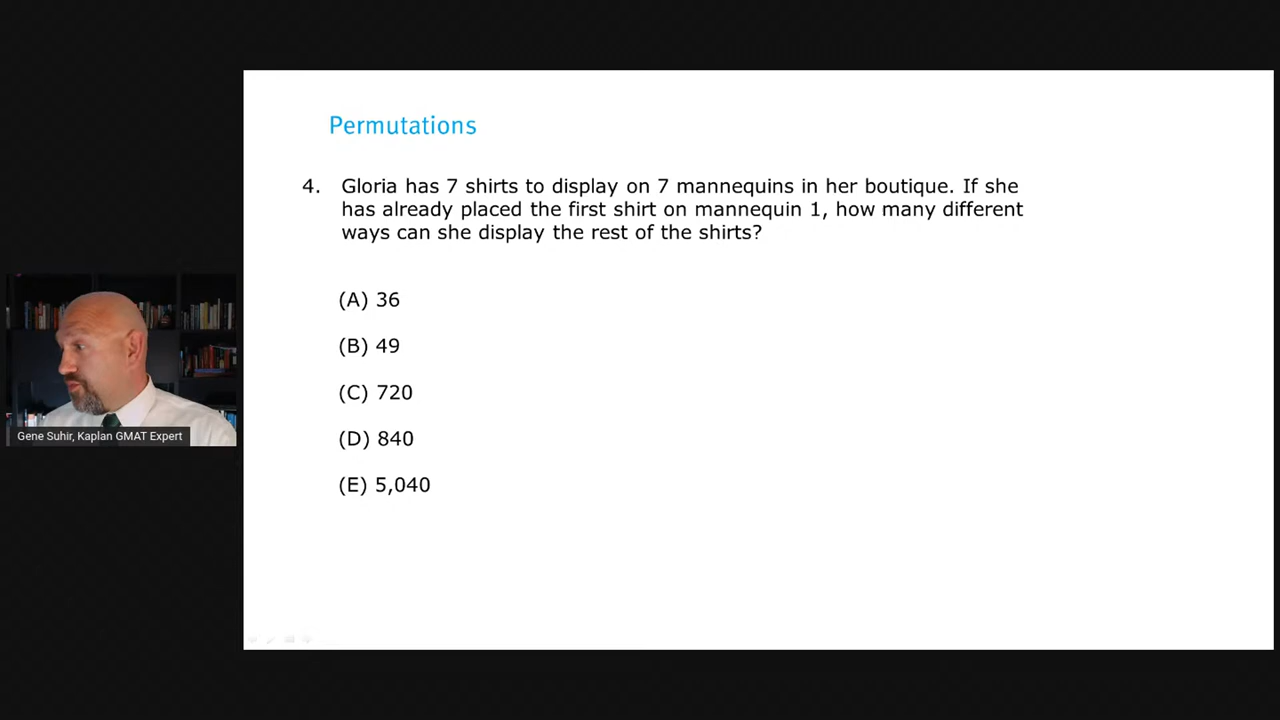 Permutations
4. Gloria has 7 shirts to display on 7 mannequins in her boutique. If she
has already placed the first shirt on mannequin 1, how many different
ways can she display the rest of the shirts?
(A) 36
(B) 49
(C) 720
(D) 840
(E) 5,040
Gene Suhir, Kaplan GMAT Expert